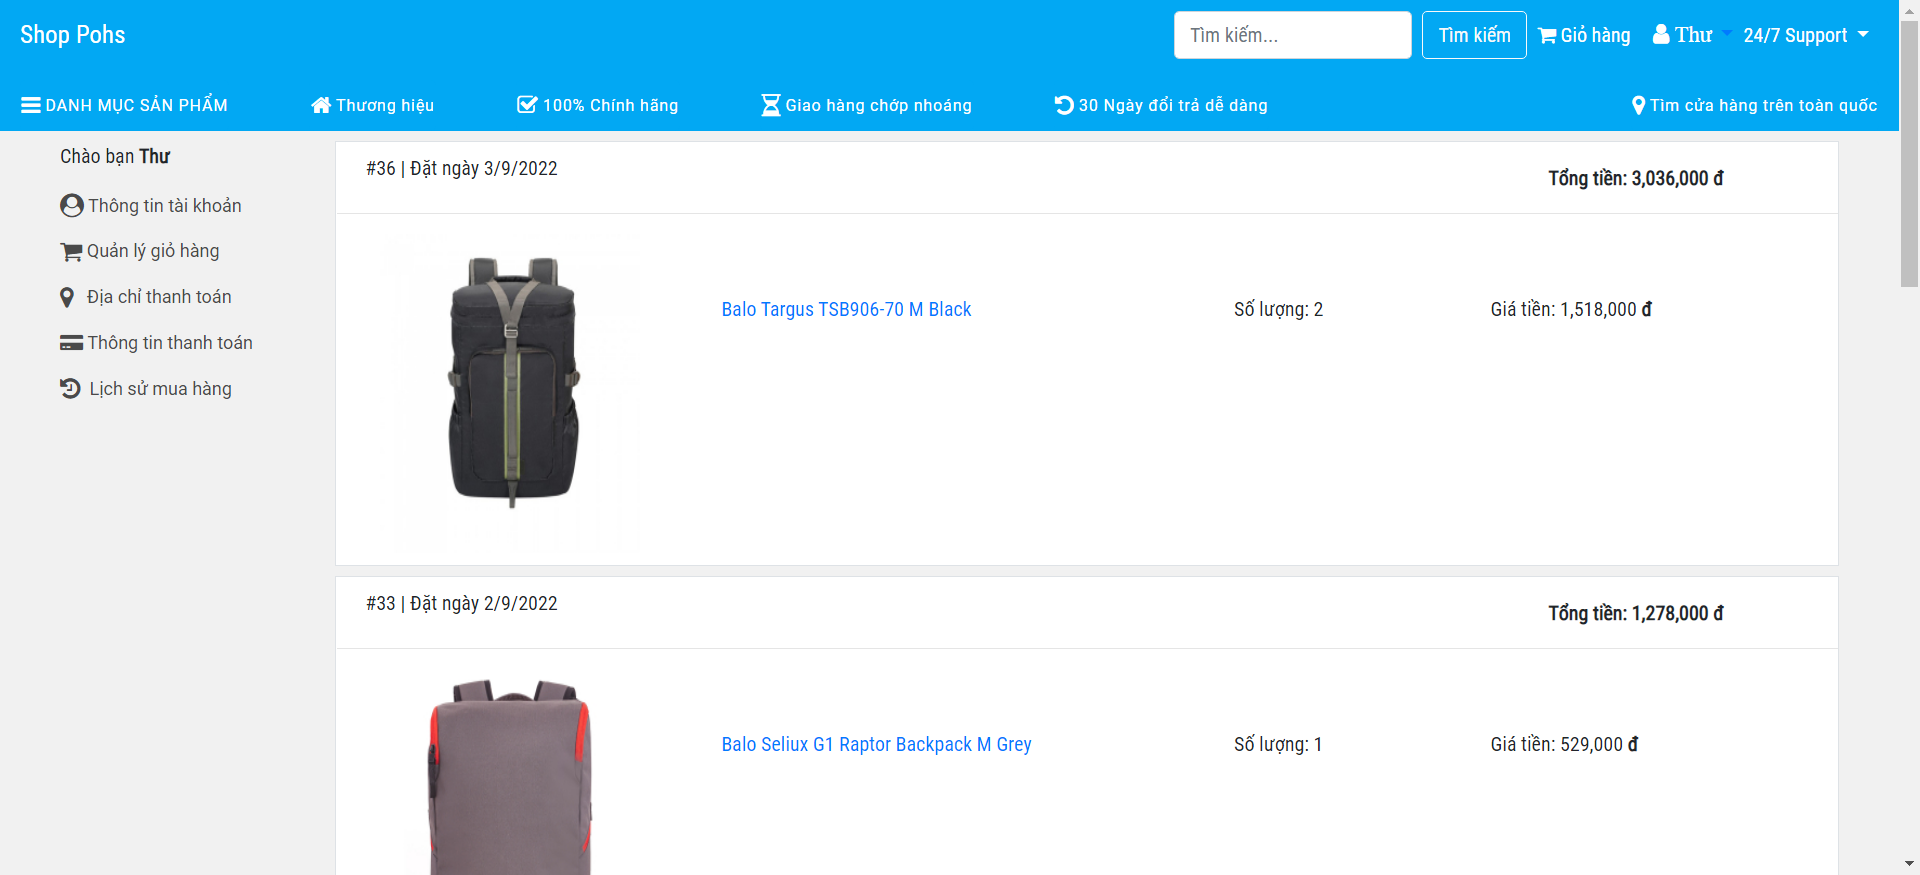 Shop Pohs
Tìm kiếm...
Tìm kiếm
Giỏ hàng
Thư
24/7 Support
DANH MỤC SẢN PHẨM
Thương hiệu
100% Chính hãng
Giao hàng chớp nhoáng
30 Ngày đổi trả dễ dàng
Tìm cửa hàng trên toàn quốc
Chào bạn Thư
Thông tin tài khoản
Quản lý giỏ hàng
Địa chỉ thanh toán
Thông tin thanh toán
Lịch sử mua hàng
#36 | Đặt ngày 3/9/2022
Tổng tiền: 3,036,000 đ
Balo Targus TSB906-70 M Black
Số lượng: 2
Giá tiền: 1,518,000 đ
#33 | Đặt ngày 2/9/2022
Tổng tiền: 1,278,000 đ
Balo Seliux G1 Raptor Backpack M Grey
Số lượng: 1
Giá tiền: 529,000 đ